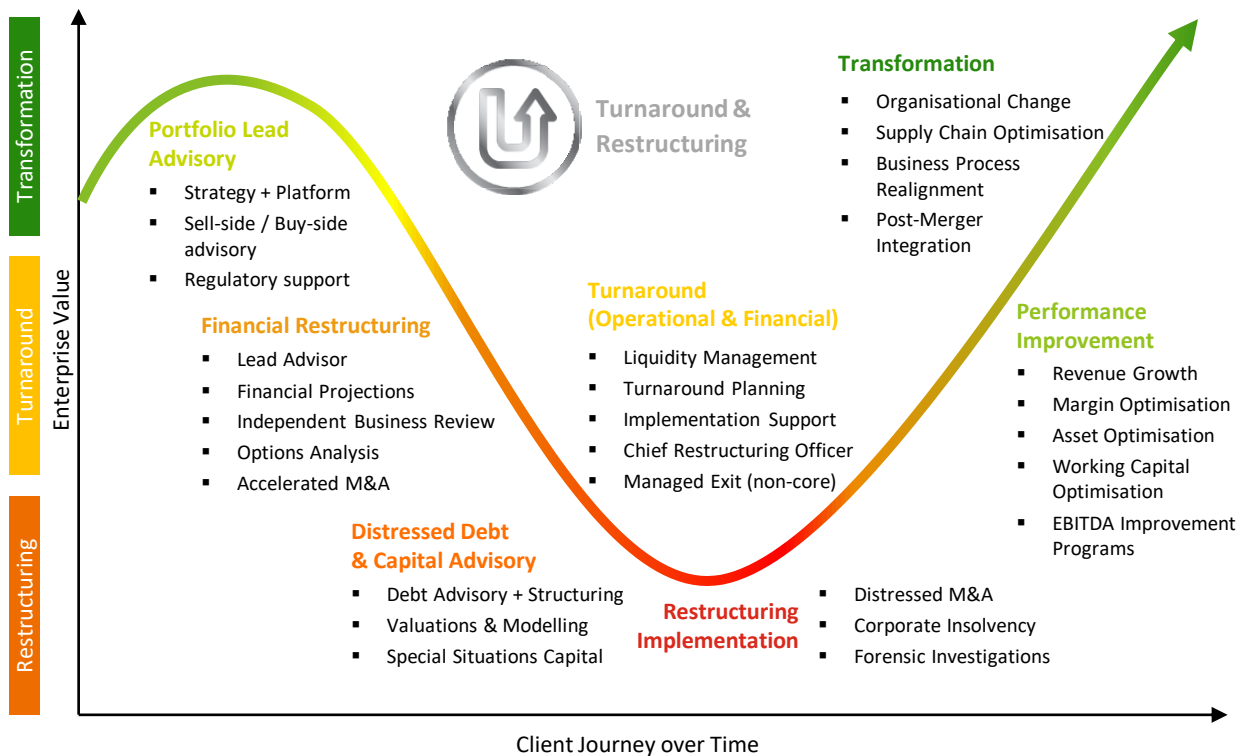 Transformation
Turnaround
Restructuring
Enterprise Value
Portfolio Lead
Advisory
▪ Strategy + Platform
▪ Sell-side / Buy-side
advisory
▪ Regulatory support
Financial Restructuring
▪ Lead Advisor
▪ Financial Projections
▪ Independent Business Review
▪ Options Analysis
▪ Accelerated M&A
Distressed Debt
& Capital Advisory
▪ Debt Advisory + Structuring
▪ Valuations & Modelling
▪ Special Situations Capital
Turnaround &
Restructuring
Turnaround
(Operational & Financial)
▪ Liquidity Management
▪ Turnaround Planning
▪ Implementation Support
▪ Chief Restructuring Officer
▪ Managed Exit (non-core)
Restructuring
Implementation
▪ Distressed M&A
▪ Corporate Insolvency
▪ Forensic Investigations
Transformation
▪ Organisational Change
▪ Supply Chain Optimisation
▪ Business Process
Realignment
▪ Post-Merger
Integration
Performance
Improvement
▪ Revenue Growth
▪ Margin Optimisation
▪ Asset Optimisation
▪ Working Capital
Optimisation
▪ EBITDA Improvement
Programs
Client Journey over Time